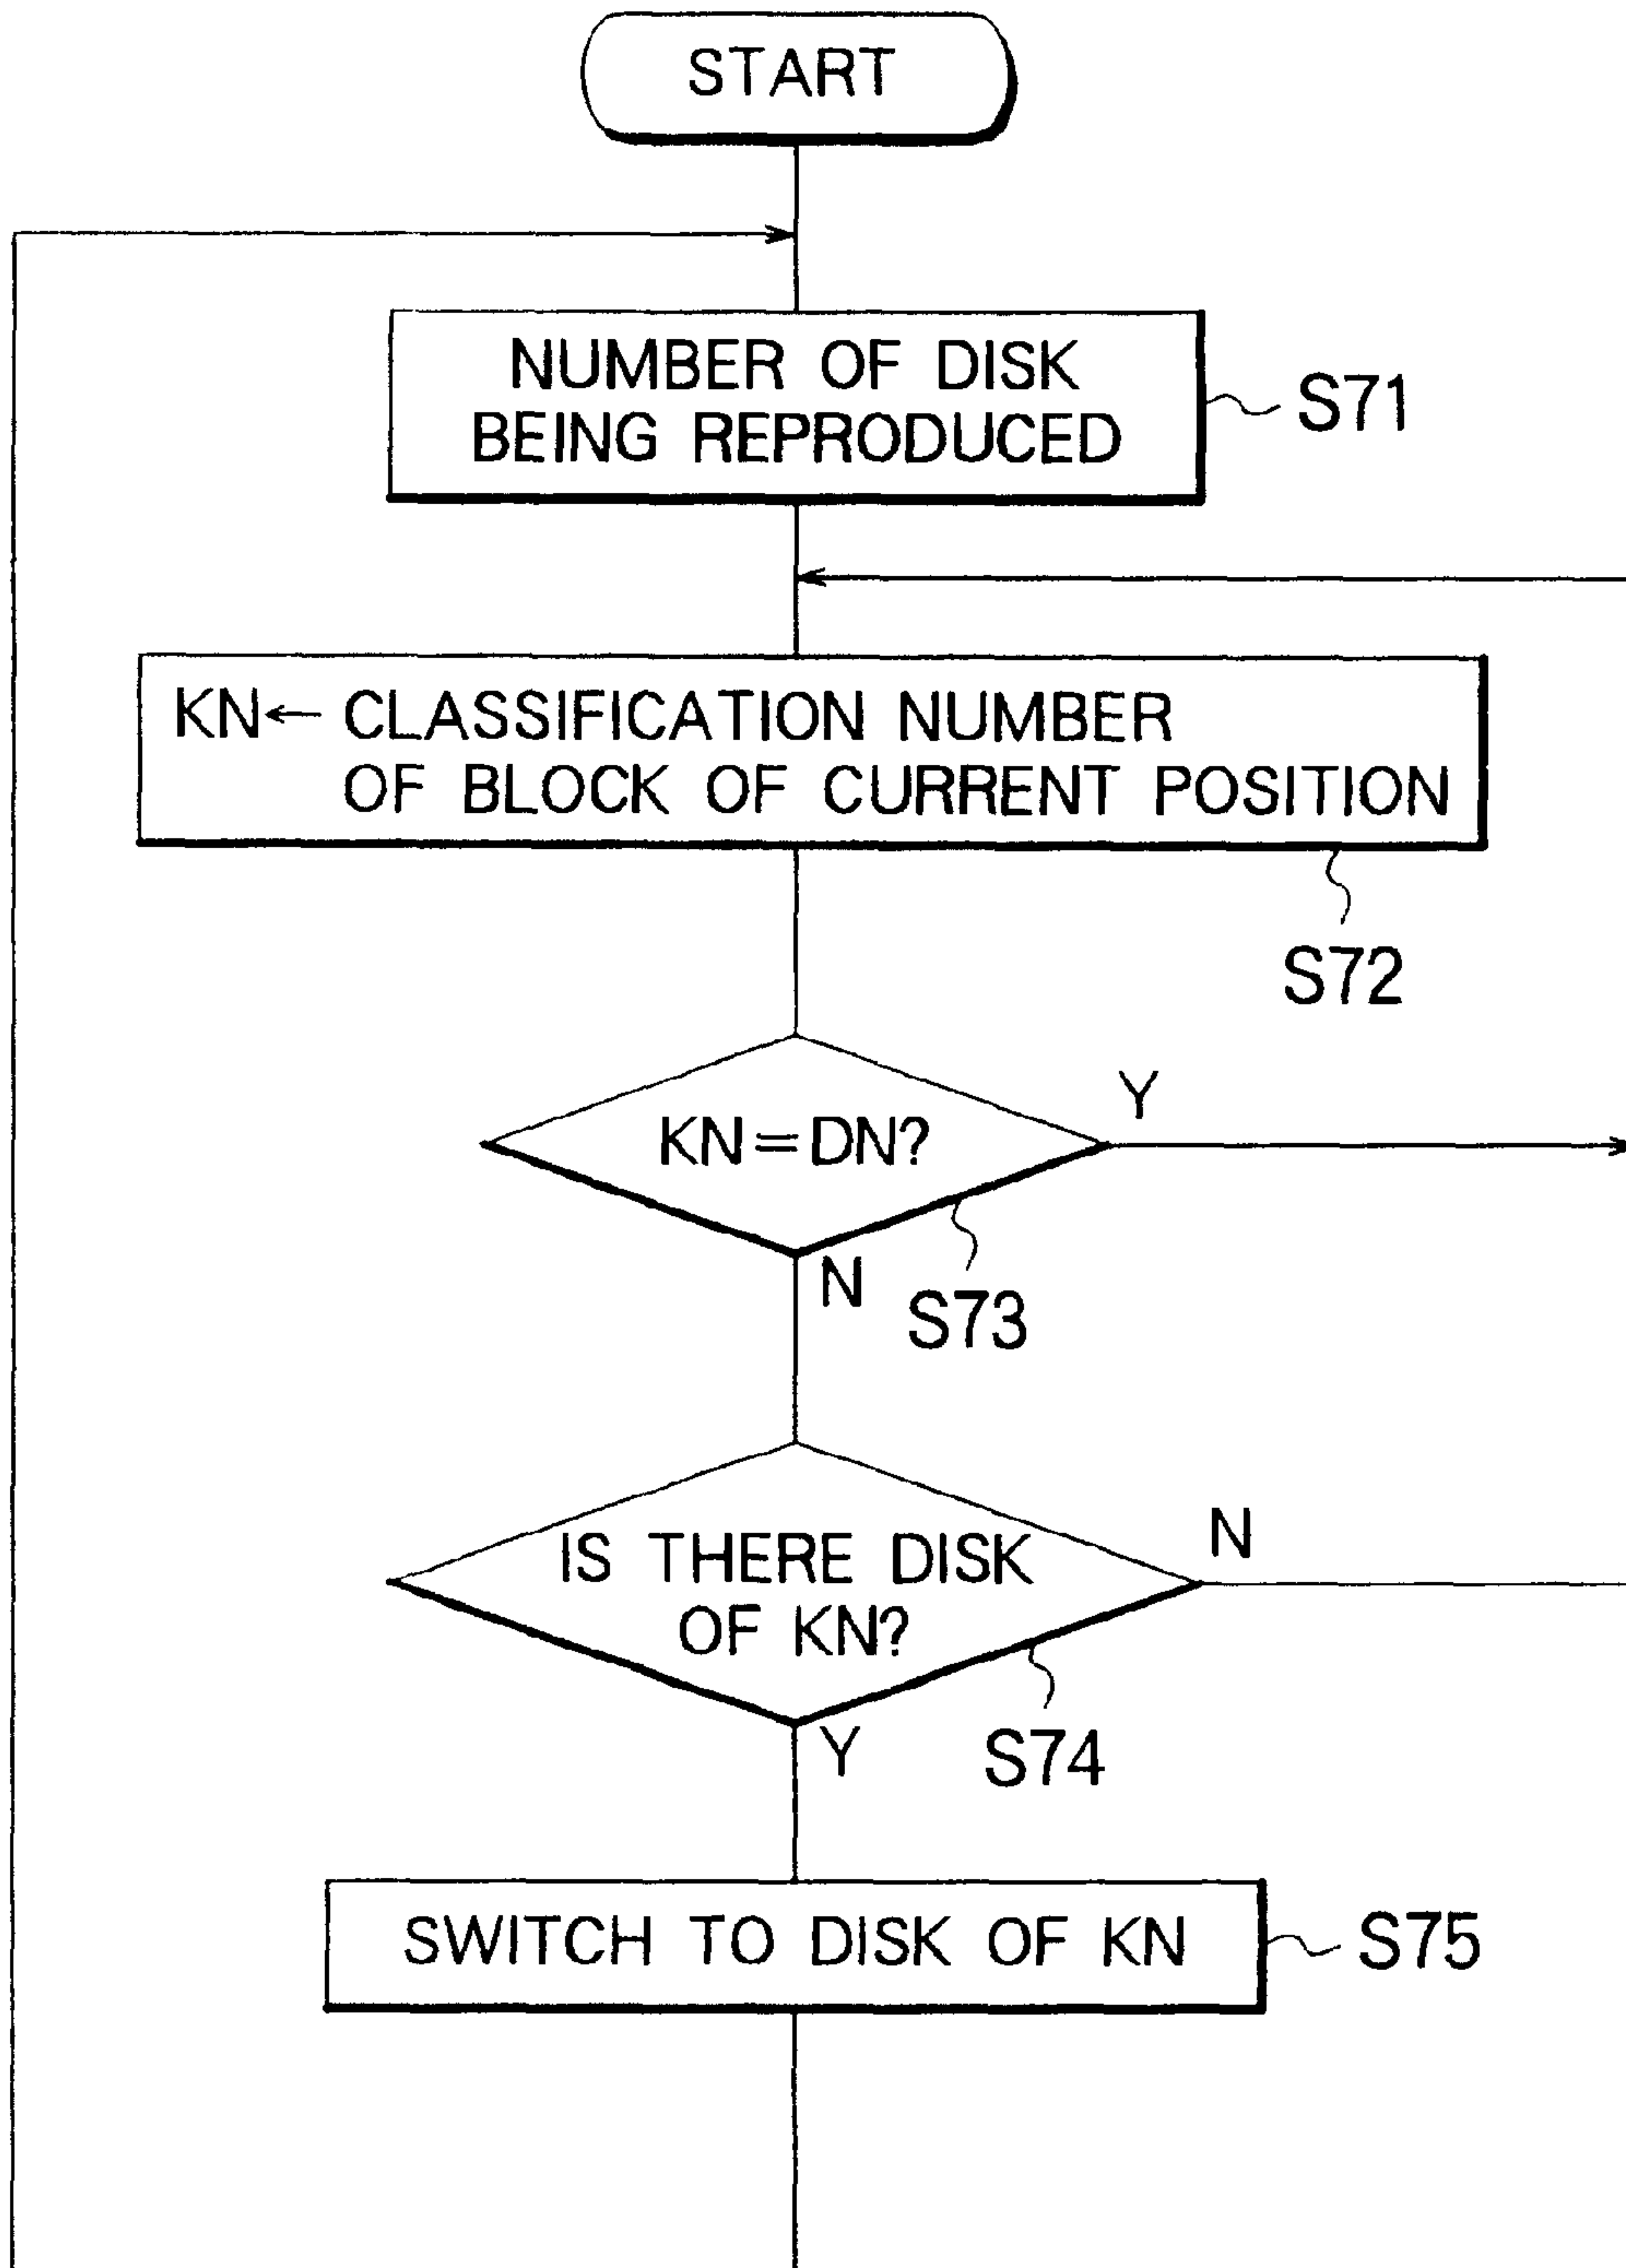 START
NUMBER OF DISK
BEING REPRODUCED
S71
KN← CLASSIFICATION NUMBER
OF BLOCK OF CURRENT POSITION
S72
KN=DN?
Y
N
S73
IS THERE DISK
OF KN?
N
Y
S74
SWITCH TO DISK OF KN
S75